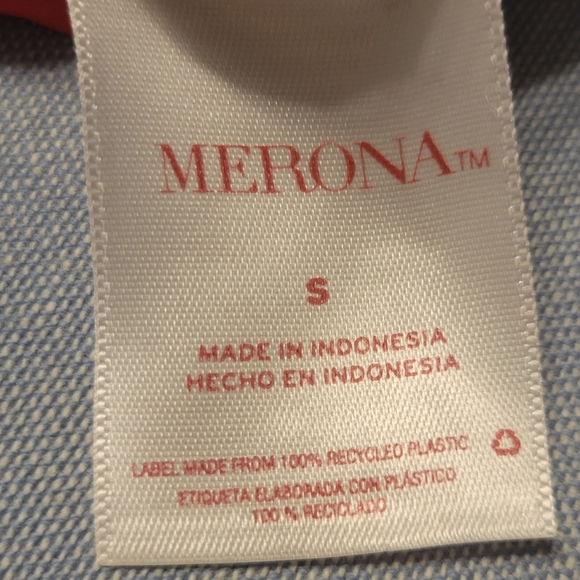 MERONA™
S
MADE IN INDONESIA
HECHO EN INDONESIA
LABEL MADE FROM 100% RECYCLED PLASTIC
ETIQUETA ELABORADA CON PLÁSTICO
100 % RECICLADO